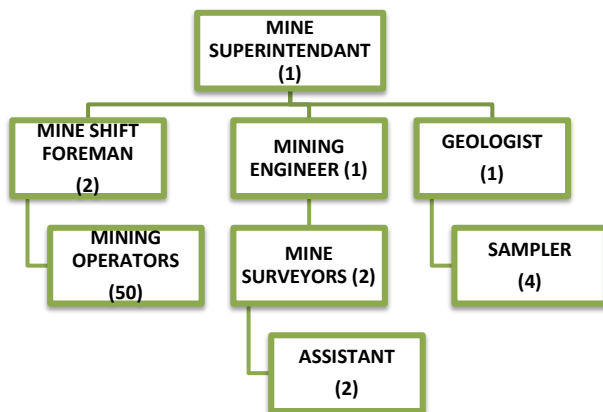 MINE
SUPERINTENDANT
(1)
MINE SHIFT
FOREMAN
(2)
MINING
ENGINEER (1)
GEOLOGIST
(1)
MINING
OPERATORS
(50)
MINE
SURVEYORS (2)
SAMPLER
(4)
ASSISTANT
(2)